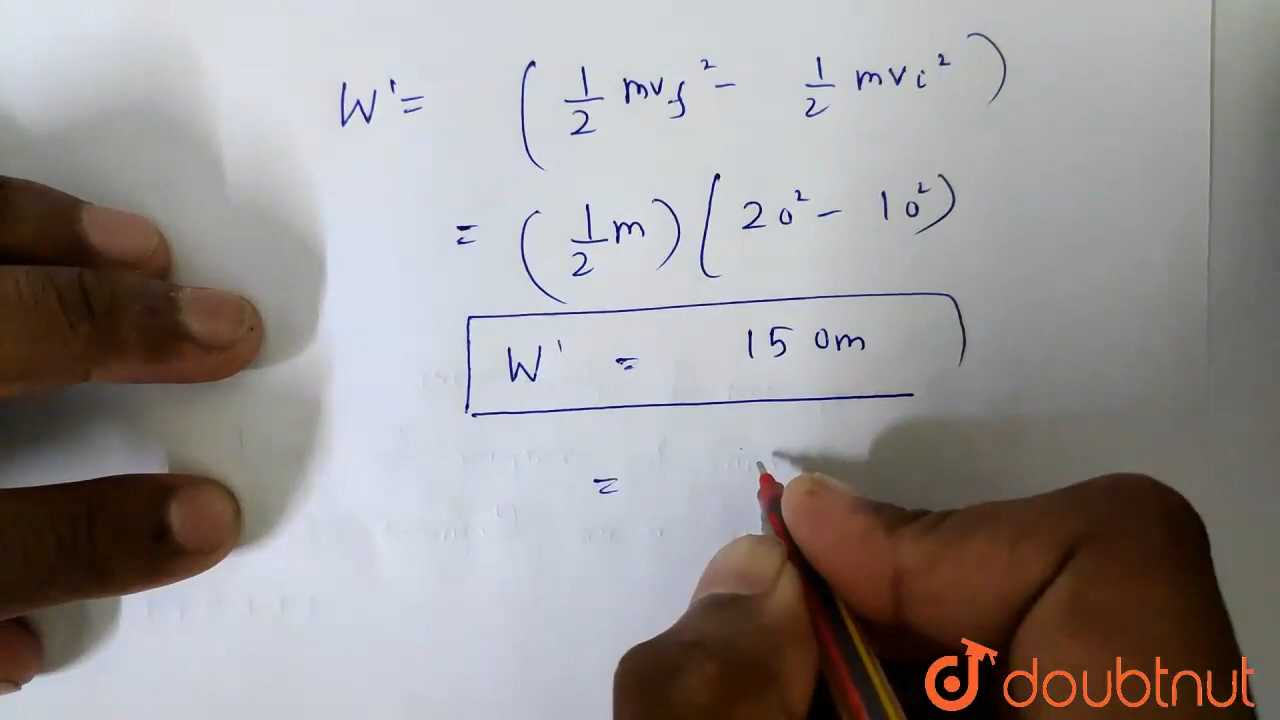 W' = ( 1/2 mvf² - 1/2 mvi² )
= ( 1/2 m ) ( 20² - 10² )
W' = 150m
=
doubtnut